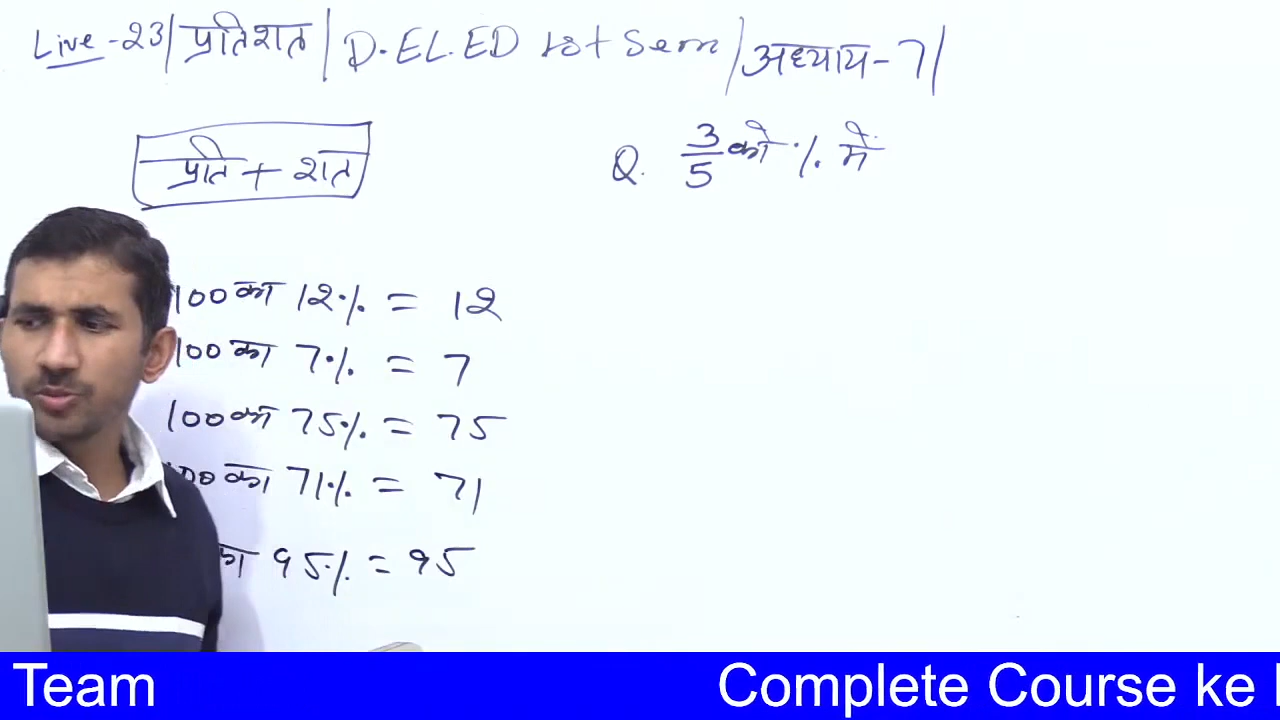 Live-23/प्रतिशत/D.EL.ED 1st Sem/अध्याय-7/
प्रति + शत
Q. 3/5 को % में
100 का 12% = 12
100 का 7% = 7
100 का 75% = 75
100 का 71% = 71
का 95% = 95
Team Complete Course ke